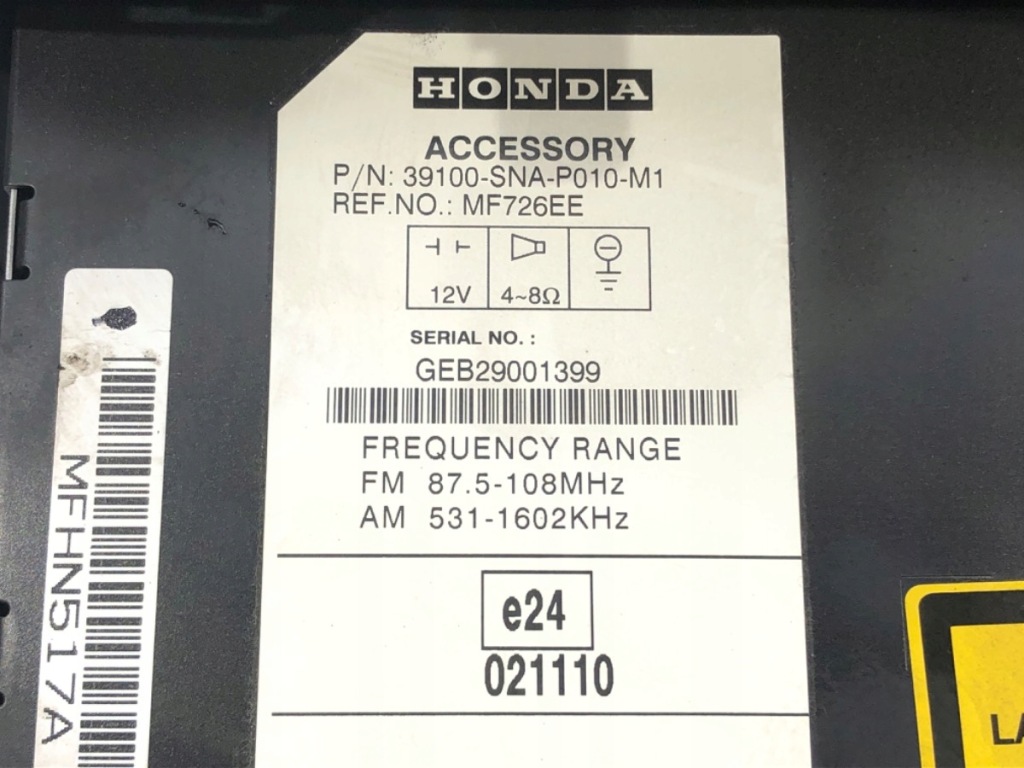 HONDA
ACCESSORY
P/N: 39100-SNA-P010-M1
REF.NO.: MF726EE
12V 4~8Ω
SERIAL NO. :
GEB29001399
FREQUENCY RANGE
FM 87.5-108MHz
AM 531-1602KHz
e24
021110
MFHN517A